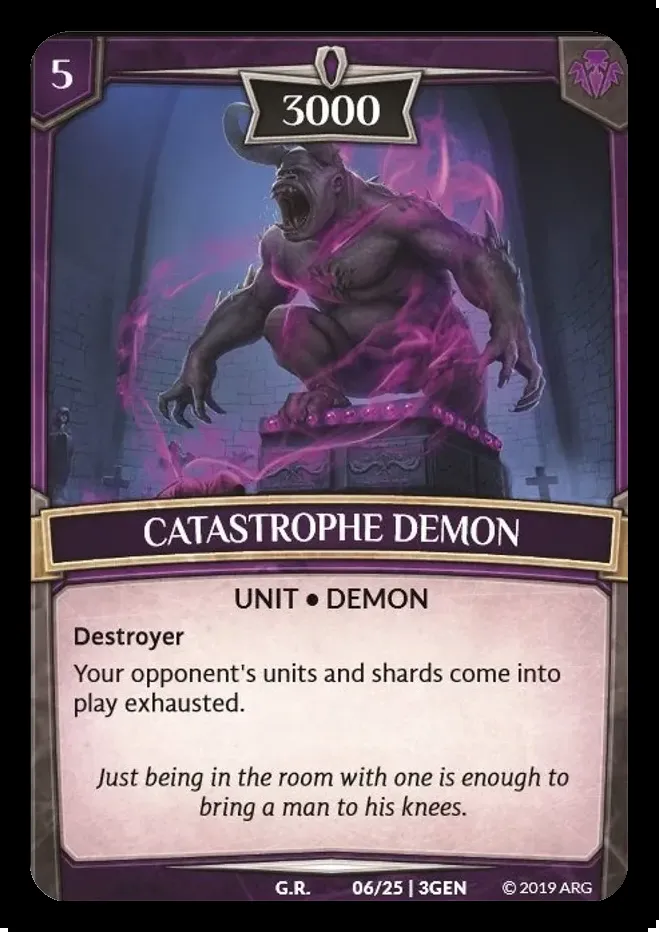 5
3000
CATASTROPHE DEMON
UNIT • DEMON
Destroyer
Your opponent's units and shards come into
play exhausted.
Just being in the room with one is enough to
bring a man to his knees.
G.R. 06/25 | 3GEN © 2019 ARG